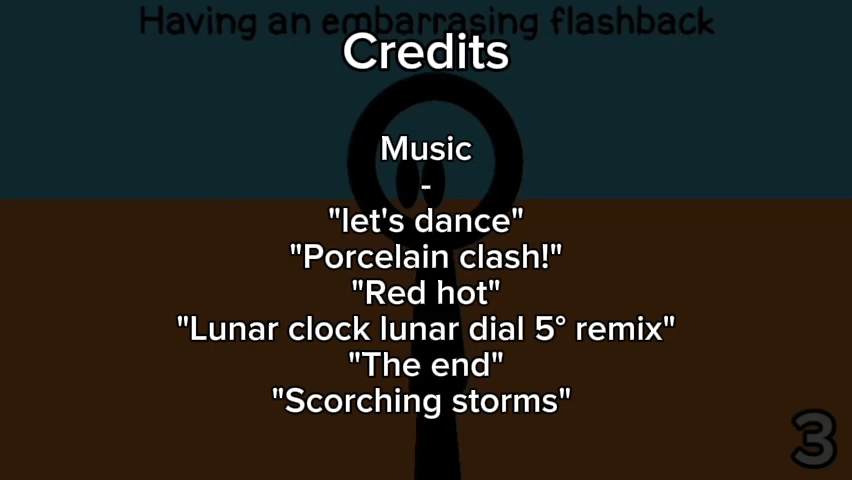 Having an embarrasing flashback
Credits
Music
-
"let's dance"
"Porcelain clash!"
"Red hot"
"Lunar clock lunar dial 5° remix"
"The end"
"Scorching storms"
3